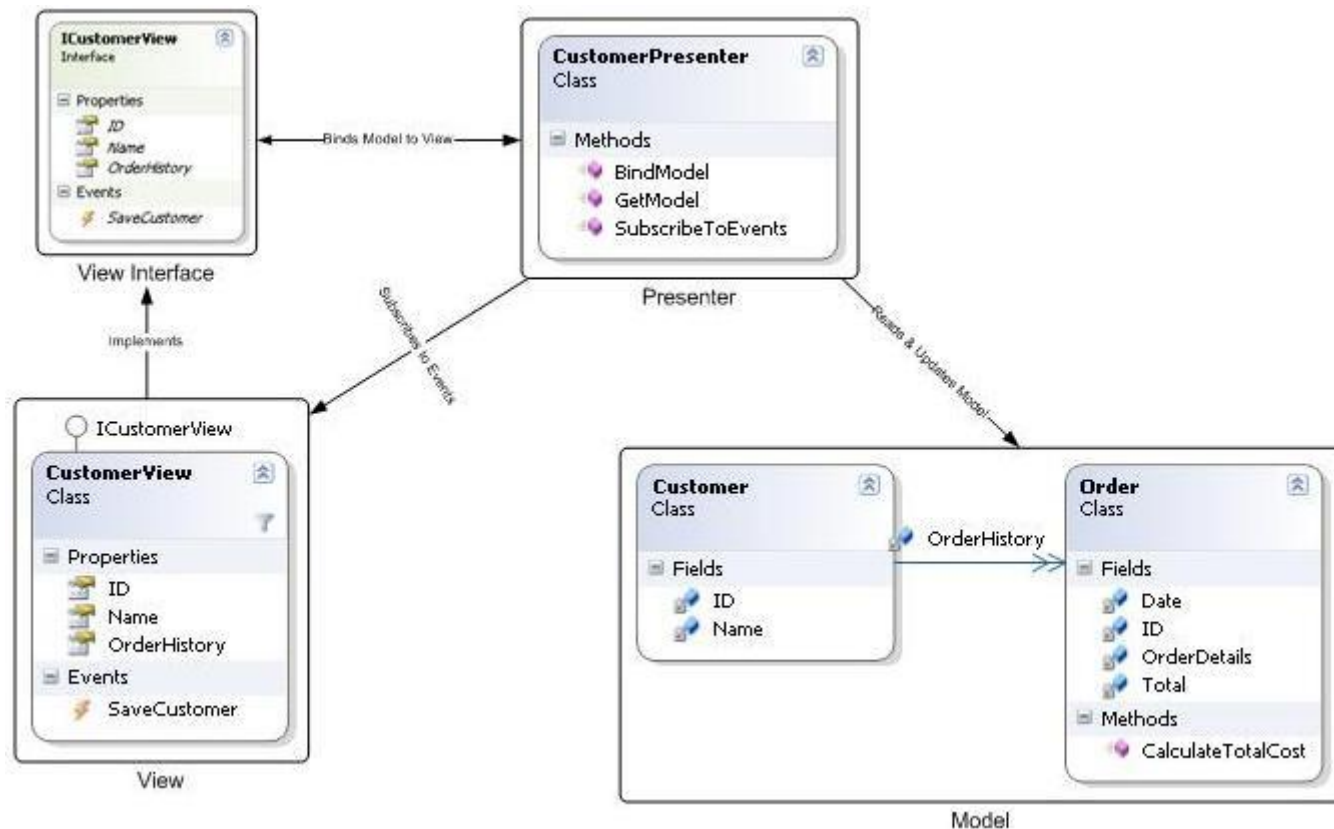 ICustomerView
Interface
Properties
ID
Name
OrderHistory
Events
SaveCustomer
View Interface
Binds Model to View
CustomerPresenter
Class
Methods
BindModel
GetModel
SubscribeToEvents
Presenter
Implements
Subscribes to Events
Reads & Updates Model
ICustomerView
CustomerView
Class
Properties
ID
Name
OrderHistory
Events
SaveCustomer
View
Customer
Class
Fields
ID
Name
OrderHistory
Order
Class
Fields
Date
ID
OrderDetails
Total
Methods
CalculateTotalCost
Model